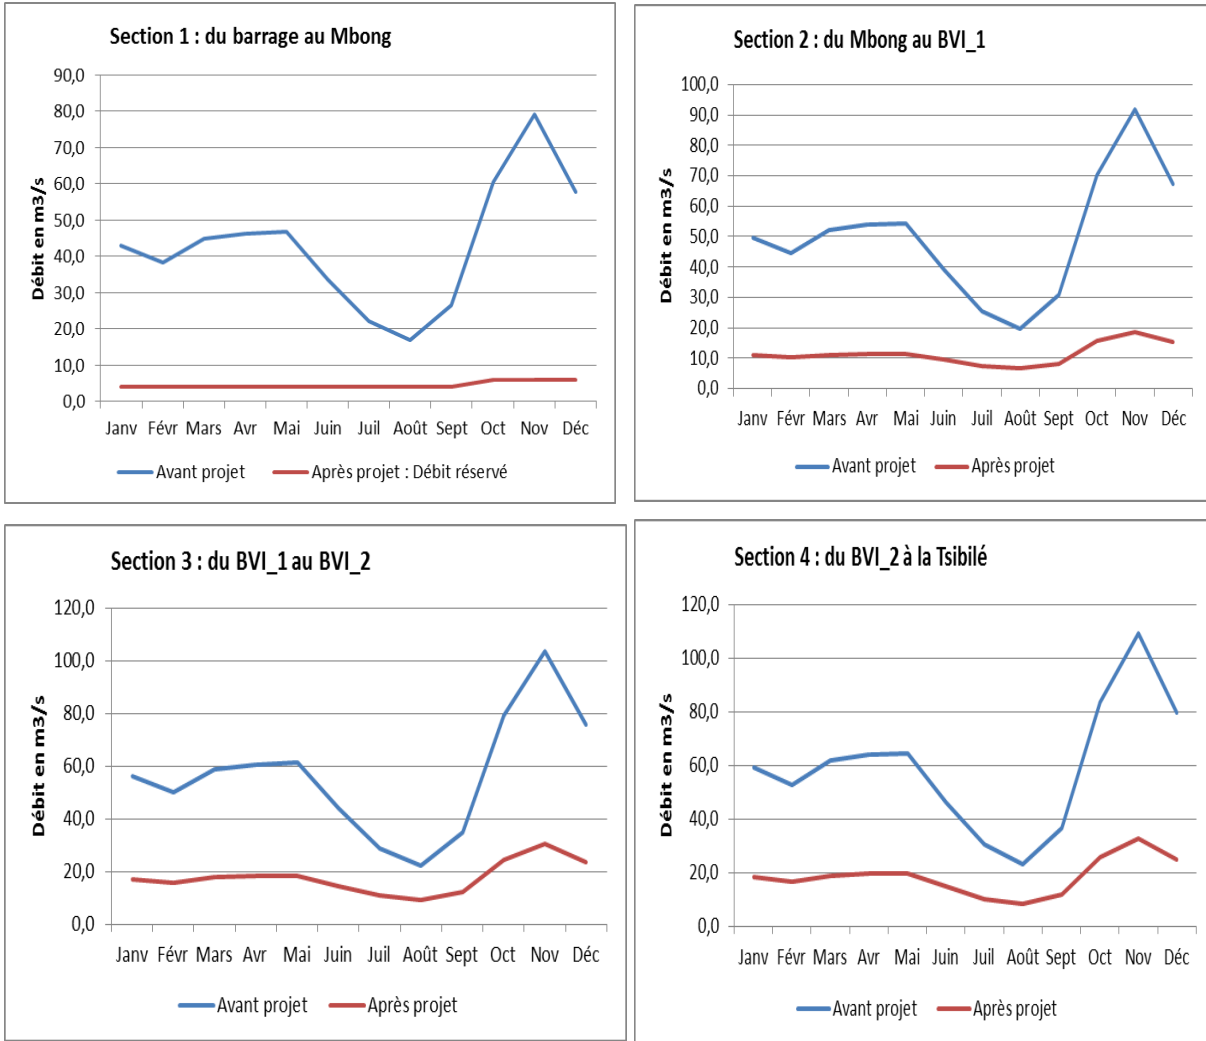 Section 1 : du barrage au Mbong
Débit en m3/s
90,0
80,0
70,0
60,0
50,0
40,0
30,0
20,0
10,0
0,0
Janv Févr Mars Avr Mai Juin Juil Août Sept Oct Nov Déc
Avant projet Après projet : Débit réservé
Section 2 : du Mbong au BVI_1
Débit en m3/s
100,0
90,0
80,0
70,0
60,0
50,0
40,0
30,0
20,0
10,0
0,0
Janv Févr Mars Avr Mai Juin Juil Août Sept Oct Nov Déc
Avant projet Après projet
Section 3 : du BVI_1 au BVI_2
Débit en m3/s
120,0
100,0
80,0
60,0
40,0
20,0
0,0
Janv Févr Mars Avr Mai Juin Juil Août Sept Oct Nov Déc
Avant projet Après projet
Section 4 : du BVI_2 à la Tsibilé
Débit en m3/s
120,0
100,0
80,0
60,0
40,0
20,0
0,0
Janv Févr Mars Avr Mai Juin Juil Août Sept Oct Nov Déc
Avant projet Après projet